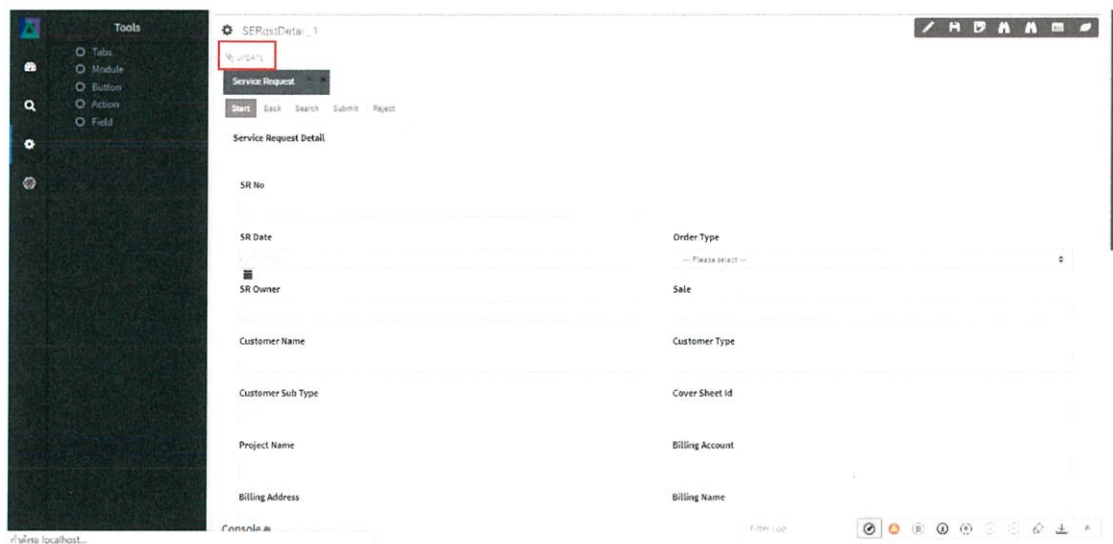 Tools
Tabs
Module
Button
Action
Field
UPDATE
Service Request
Start Back Search Submit Reject
Service Request Detail
SR No
SR Date
Order Type
-- Please select --
SR Owner
Sale
Customer Name
Customer Type
Customer Sub Type
Cover Sheet Id
Project Name
Billing Account
Billing Address
Billing Name
Console
Filter Log
localhost...